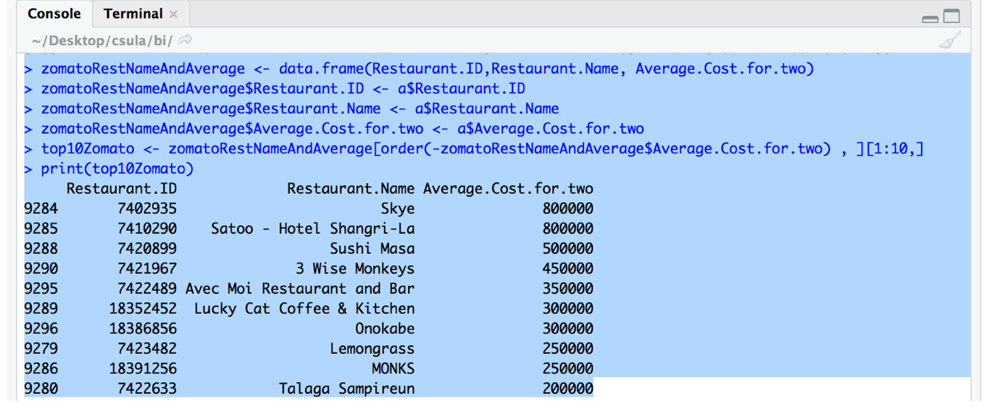 Console Terminal ×
~/Desktop/csula/bi/
> zomatoRestNameAndAverage <- data.frame(Restaurant.ID,Restaurant.Name, Average.Cost.for.two)
> zomatoRestNameAndAverage$Restaurant.ID <- a$Restaurant.ID
> zomatoRestNameAndAverage$Restaurant.Name <- a$Restaurant.Name
> zomatoRestNameAndAverage$Average.Cost.for.two <- a$Average.Cost.for.two
> top10Zomato <- zomatoRestNameAndAverage[order(-zomatoRestNameAndAverage$Average.Cost.for.two) , ][1:10,]
> print(top10Zomato)
Restaurant.ID Restaurant.Name Average.Cost.for.two
9284 7402935 Skye 800000
9285 7410290 Satoo - Hotel Shangri-La 800000
9288 7420899 Sushi Masa 500000
9290 7421967 3 Wise Monkeys 450000
9295 7422489 Avec Moi Restaurant and Bar 350000
9289 18352452 Lucky Cat Coffee & Kitchen 300000
9296 18386856 Onokabe 300000
9279 7423482 Lemongrass 250000
9286 18391256 MONKS 250000
9280 7422633 Talaga Sampireun 200000